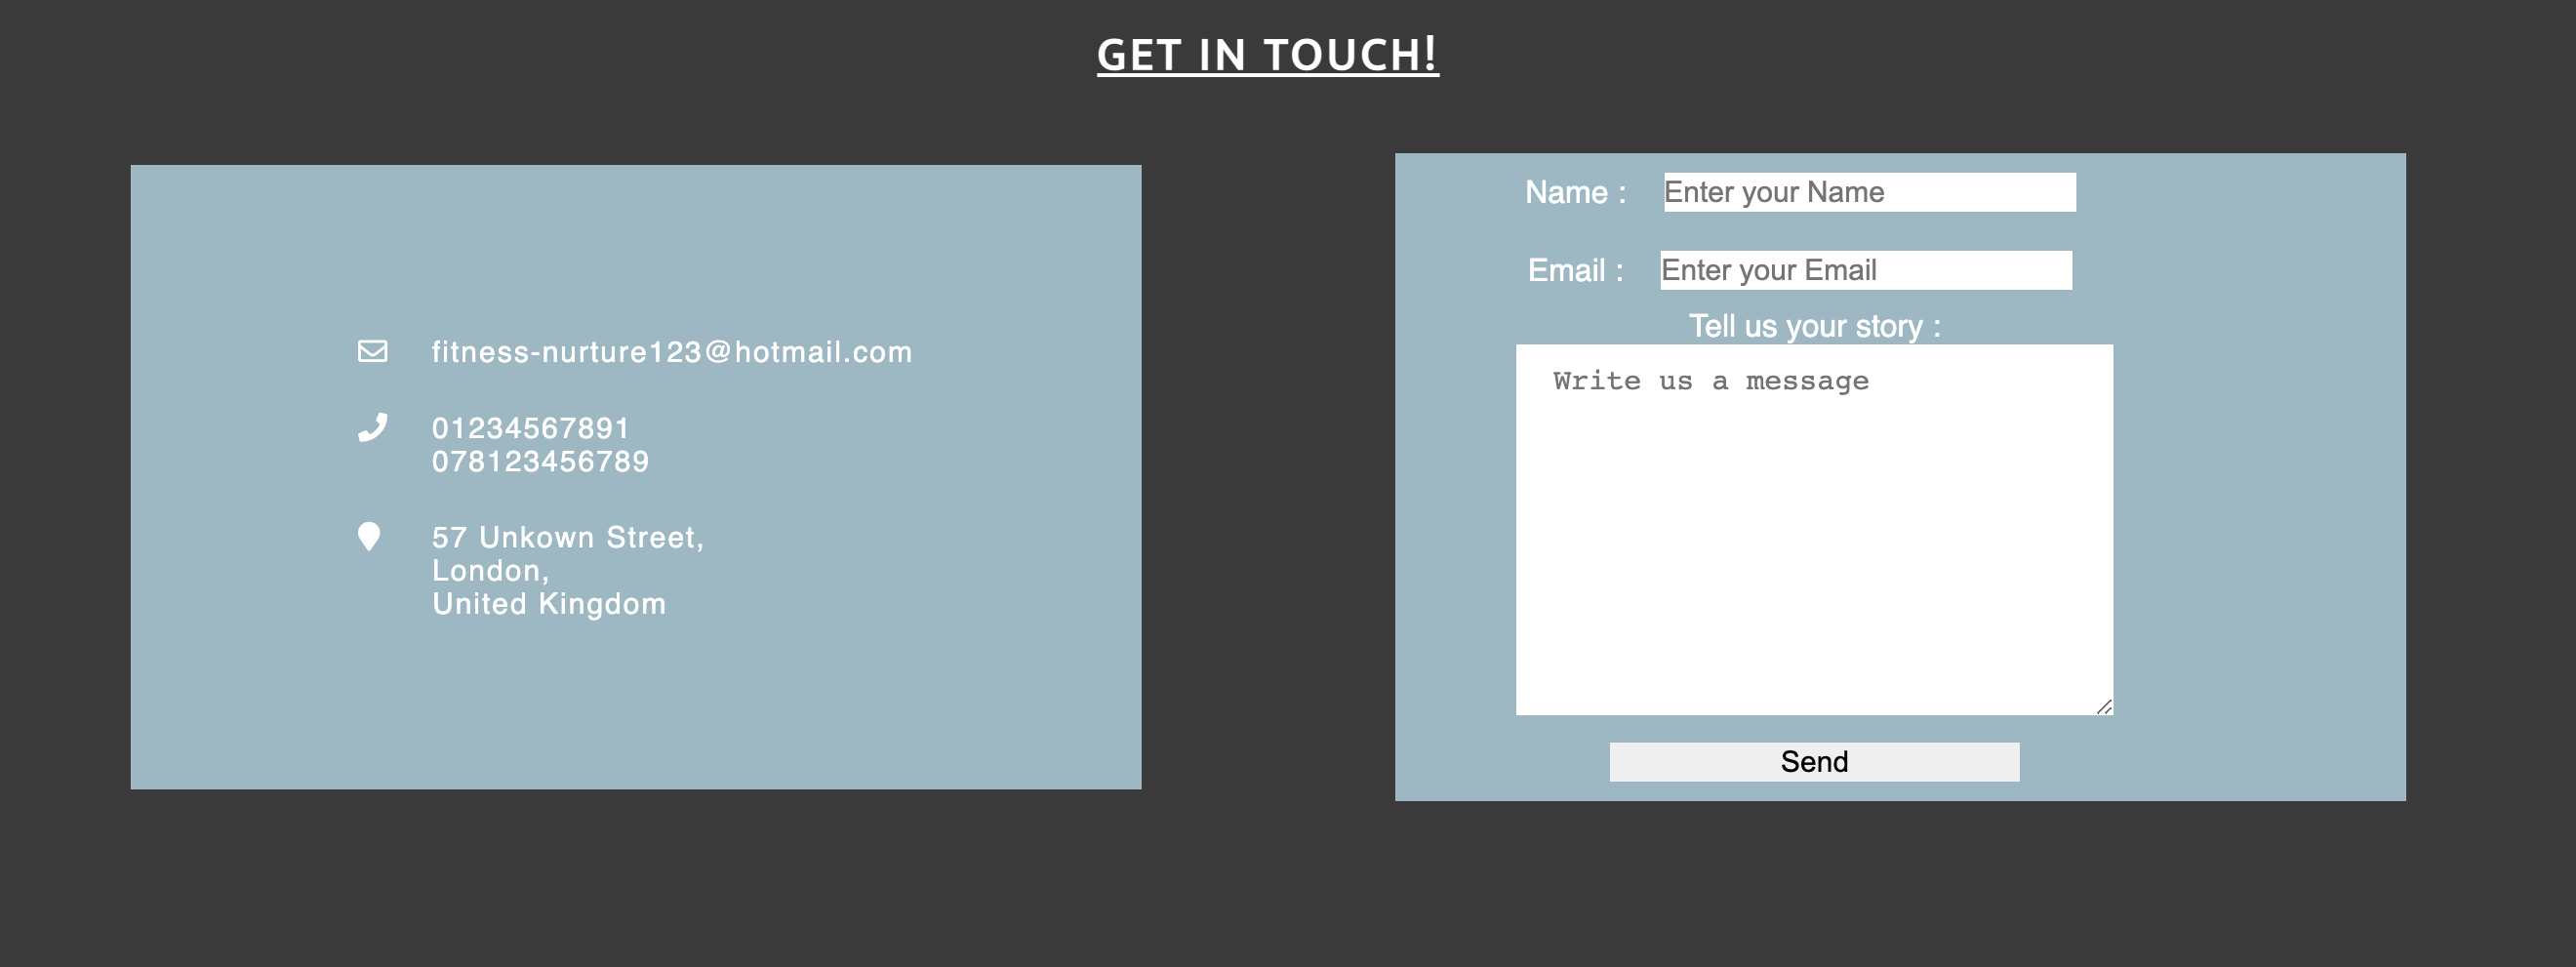 GET IN TOUCH!
fitness-nurture123@hotmail.com
01234567891
078123456789
57 Unkown Street,
London,
United Kingdom
Name :
Enter your Name
Email :
Enter your Email
Tell us your story :
Write us a message
Send